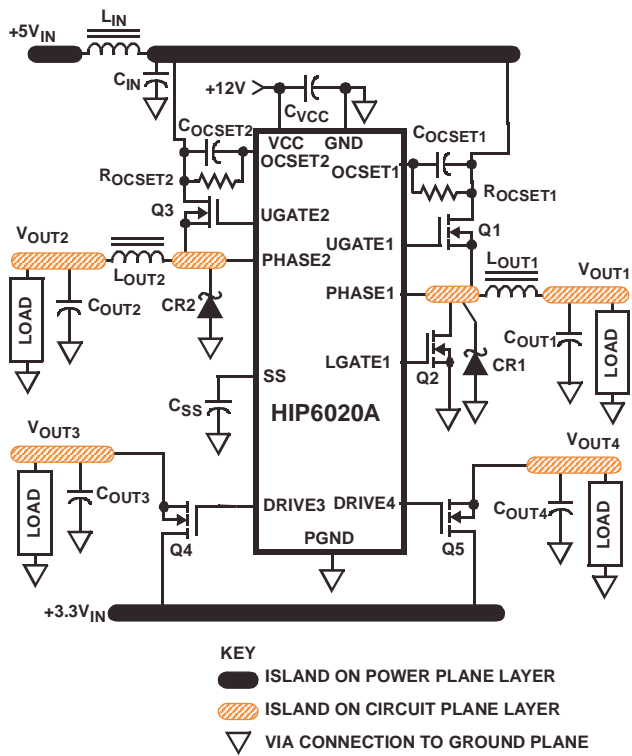 +5VIN
LIN
CIN
+12V
CVCC
COCSET2
VCC
GND
COCSET1
OCSET2
OCSET1
ROCSET2
ROCSET1
Q3
Q1
UGATE2
UGATE1
VOUT2
LOUT2
PHASE2
PHASE1
LOUT1
VOUT1
LOAD
COUT2
CR2
COUT1
LOAD
LGATE1
Q2
CR1
SS
CSS
HIP6020A
VOUT3
VOUT4
LOAD
COUT3
DRIVE3
DRIVE4
COUT4
LOAD
Q4
PGND
Q5
+3.3VIN
KEY
ISLAND ON POWER PLANE LAYER
ISLAND ON CIRCUIT PLANE LAYER
VIA CONNECTION TO GROUND PLANE